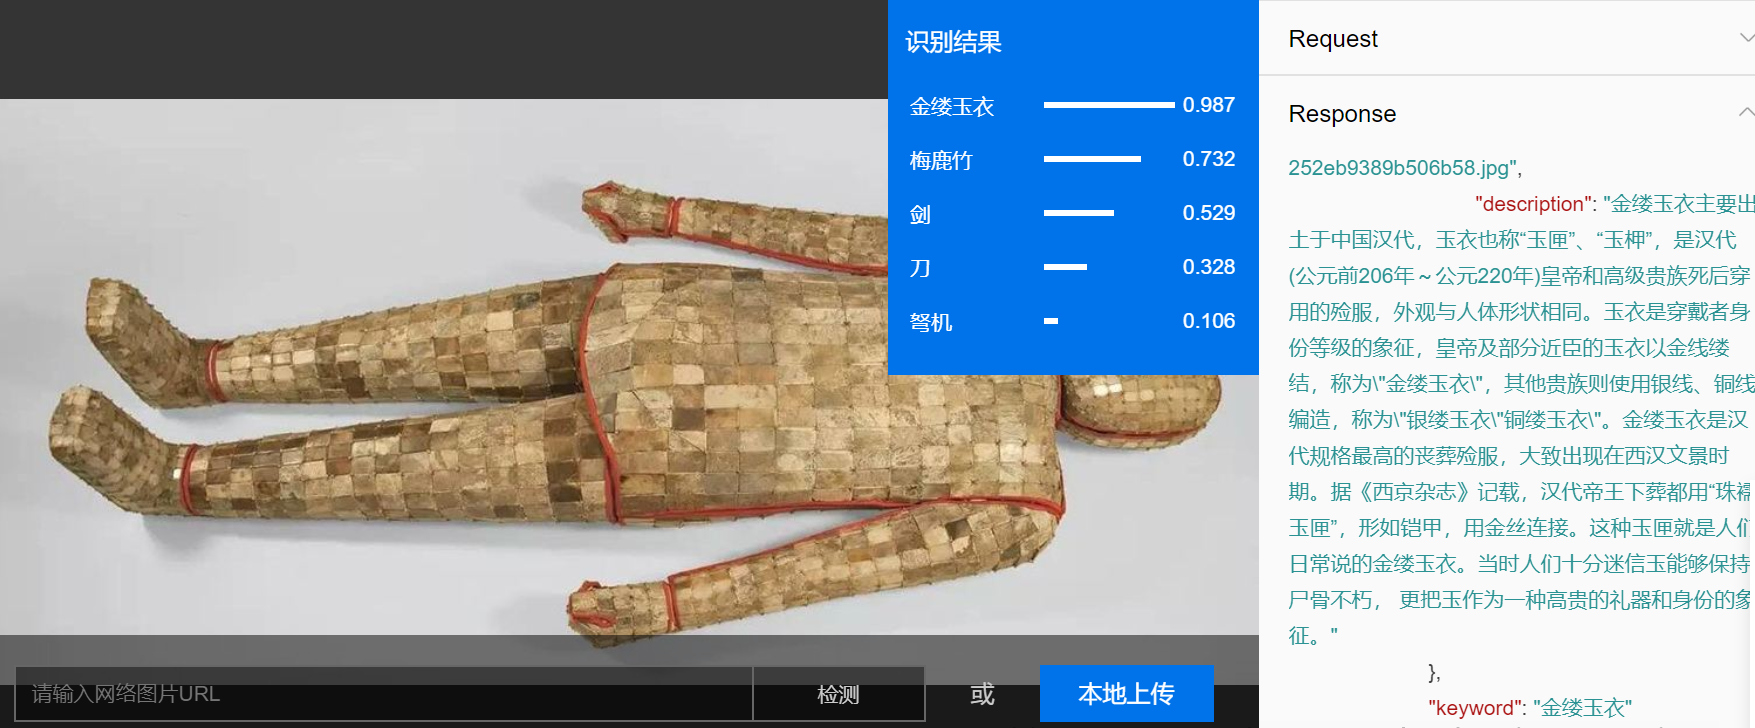 识别结果
金缕玉衣 0.987
梅鹿竹 0.732
剑 0.529
刀 0.328
弩机 0.106
请输入网络图片URL
检测
或
本地上传
Request
Response
252eb9389b506b58.jpg",
"description": "金缕玉衣主要出
土于中国汉代，玉衣也称“玉匣”、“玉柙”，是汉代
(公元前206年～公元220年)皇帝和高级贵族死后穿
用的殓服，外观与人体形状相同。玉衣是穿戴者身
份等级的象征，皇帝及部分近臣的玉衣以金线缕
结，称为\"金缕玉衣\"，其他贵族则使用银线、铜线
编造，称为\"银缕玉衣\"铜缕玉衣\"。金缕玉衣是汉
代规格最高的丧葬殓服，大致出现在西汉文景时
期。据《西京杂志》记载，汉代帝王下葬都用“珠襦
玉匣”，形如铠甲，用金丝连接。这种玉匣就是人们
日常说的金缕玉衣。当时人们十分迷信玉能够保持
尸骨不朽， 更把玉作为一种高贵的礼器和身份的象
征。"
},
"keyword": "金缕玉衣"